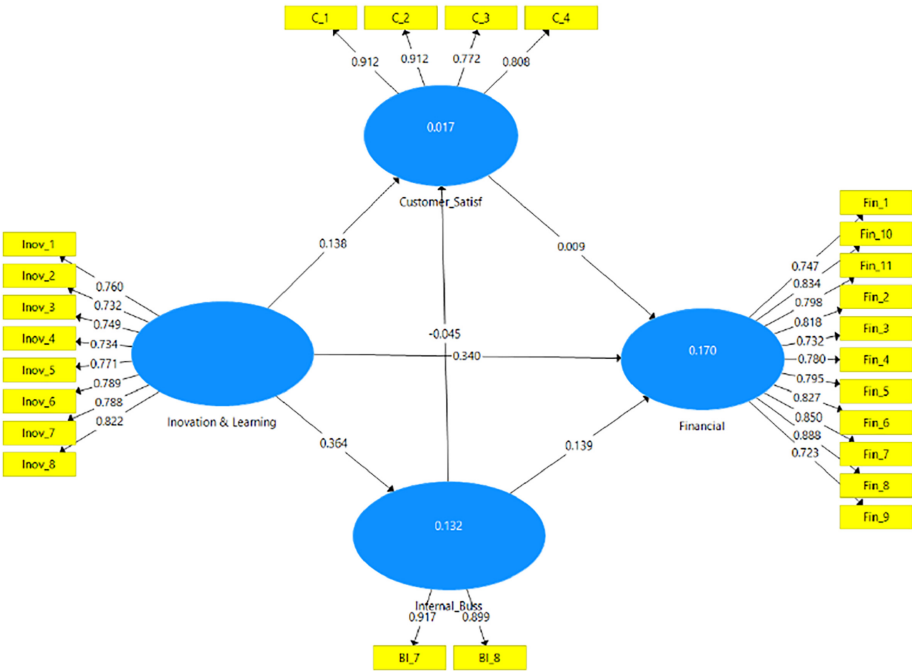 C_1
C_2
C_3
C_4
0.912
0.912
0.772
0.808
0.017
Customer_Satisf
0.138
0.009
-0.045
0.340
0.364
0.139
Inov_1
Inov_2
Inov_3
Inov_4
Inov_5
Inov_6
Inov_7
Inov_8
0.760
0.732
0.749
0.734
0.771
0.789
0.788
0.822
Inovation & Learning
0.170
Financial
0.747
0.834
0.798
0.818
0.732
0.780
0.795
0.827
0.850
0.888
0.723
Fin_1
Fin_10
Fin_11
Fin_2
Fin_3
Fin_4
Fin_5
Fin_6
Fin_7
Fin_8
Fin_9
0.132
Internal_Buss
0.917
0.899
BI_7
BI_8